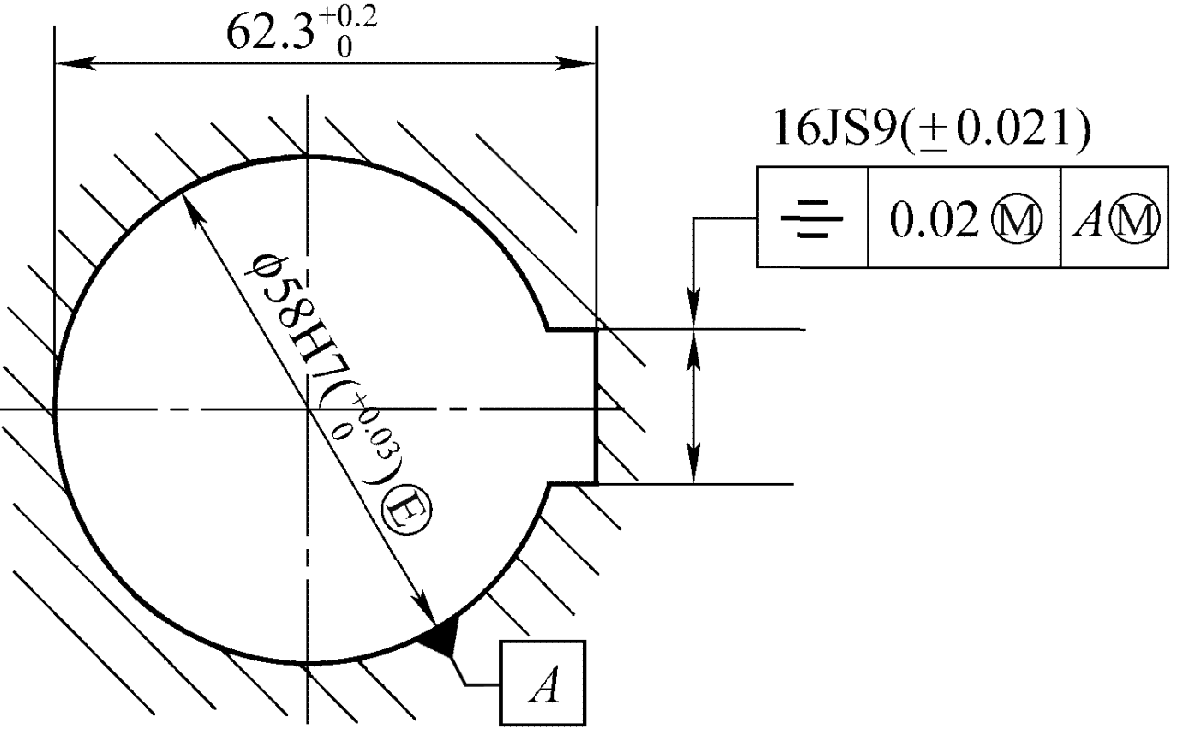 62.3 +0.2 0
16JS9(±0.021)
⌯ 0.02 Ⓜ A Ⓜ
ϕ58H7(+0.03 0)Ⓔ
A